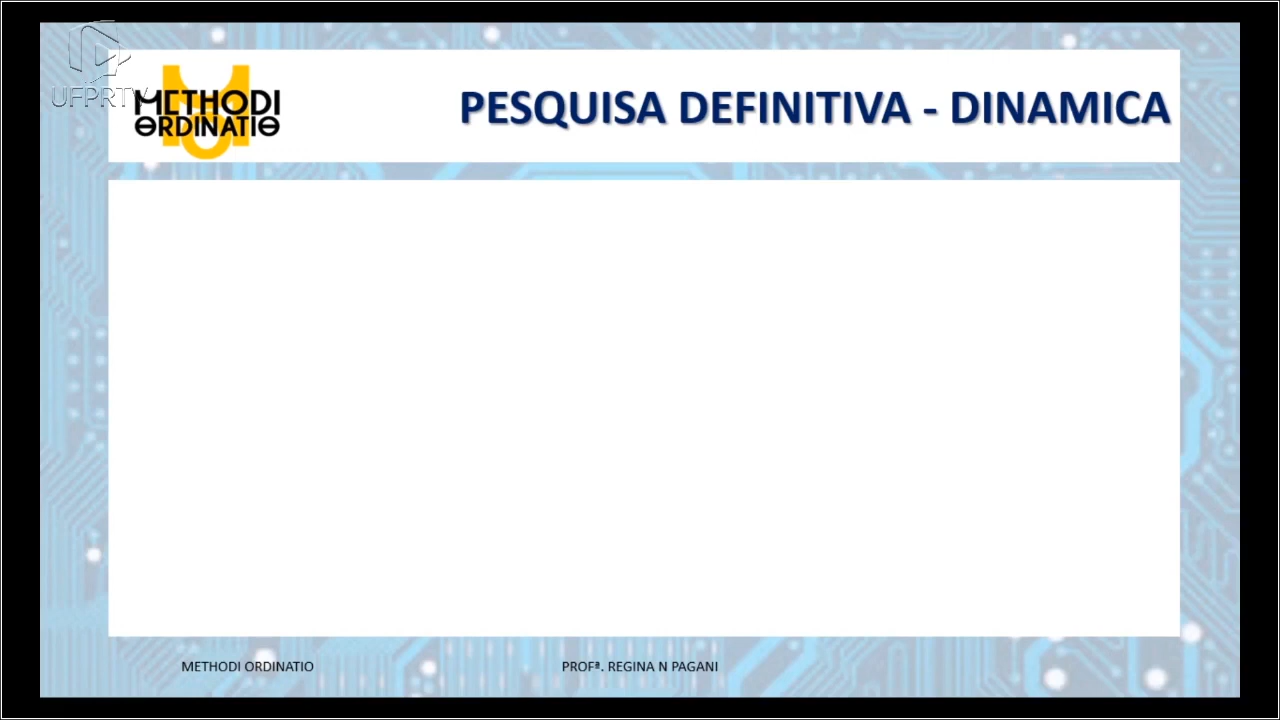 UFPRTV
METHODI
ORDINATIO
PESQUISA DEFINITIVA - DINAMICA
METHODI ORDINATIO
PROFª. REGINA N PAGANI